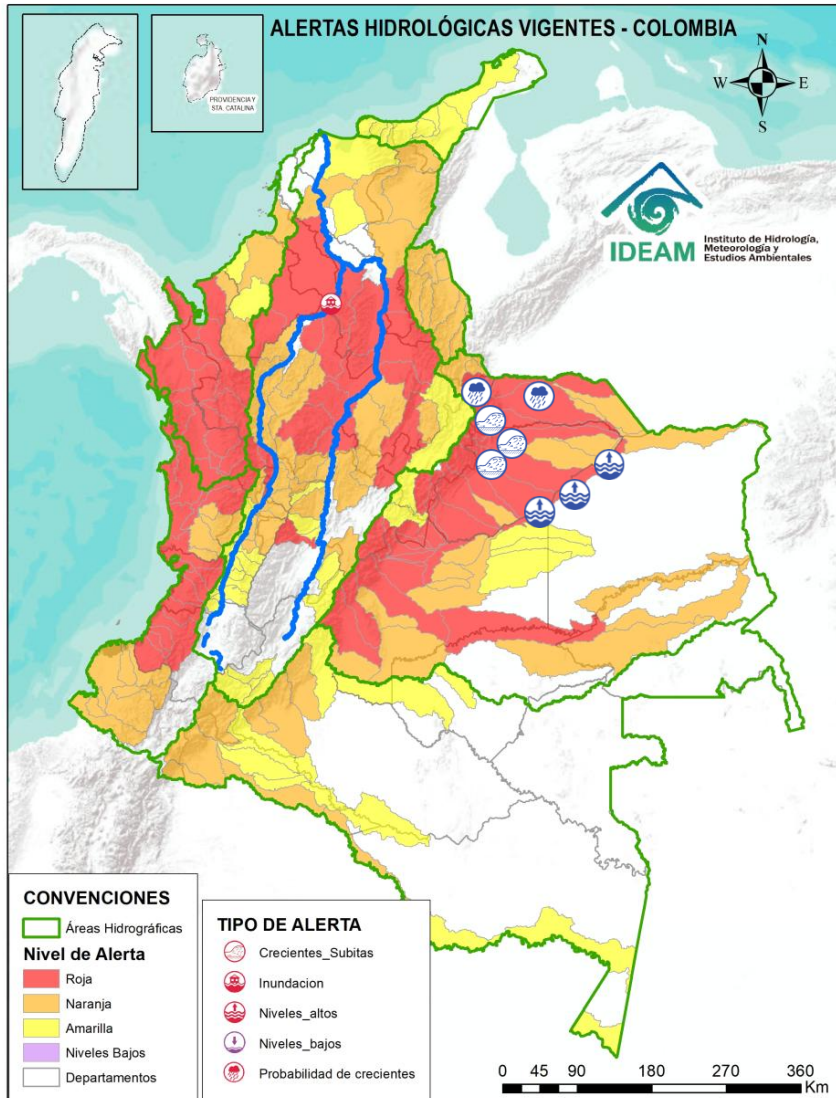 ALERTAS HIDROLÓGICAS VIGENTES - COLOMBIA
PROVIDENCIA Y
STA. CATALINA
N
W
E
S
IDEAM
Instituto de Hidrología,
Meteorología y
Estudios Ambientales
CONVENCIONES
Áreas Hidrográficas
Nivel de Alerta
Roja
Naranja
Amarilla
Niveles Bajos
Departamentos
TIPO DE ALERTA
Crecientes_Subitas
Inundacion
Niveles_altos
Niveles_bajos
Probabilidad de crecientes
0 45 90 180 270 360
Km